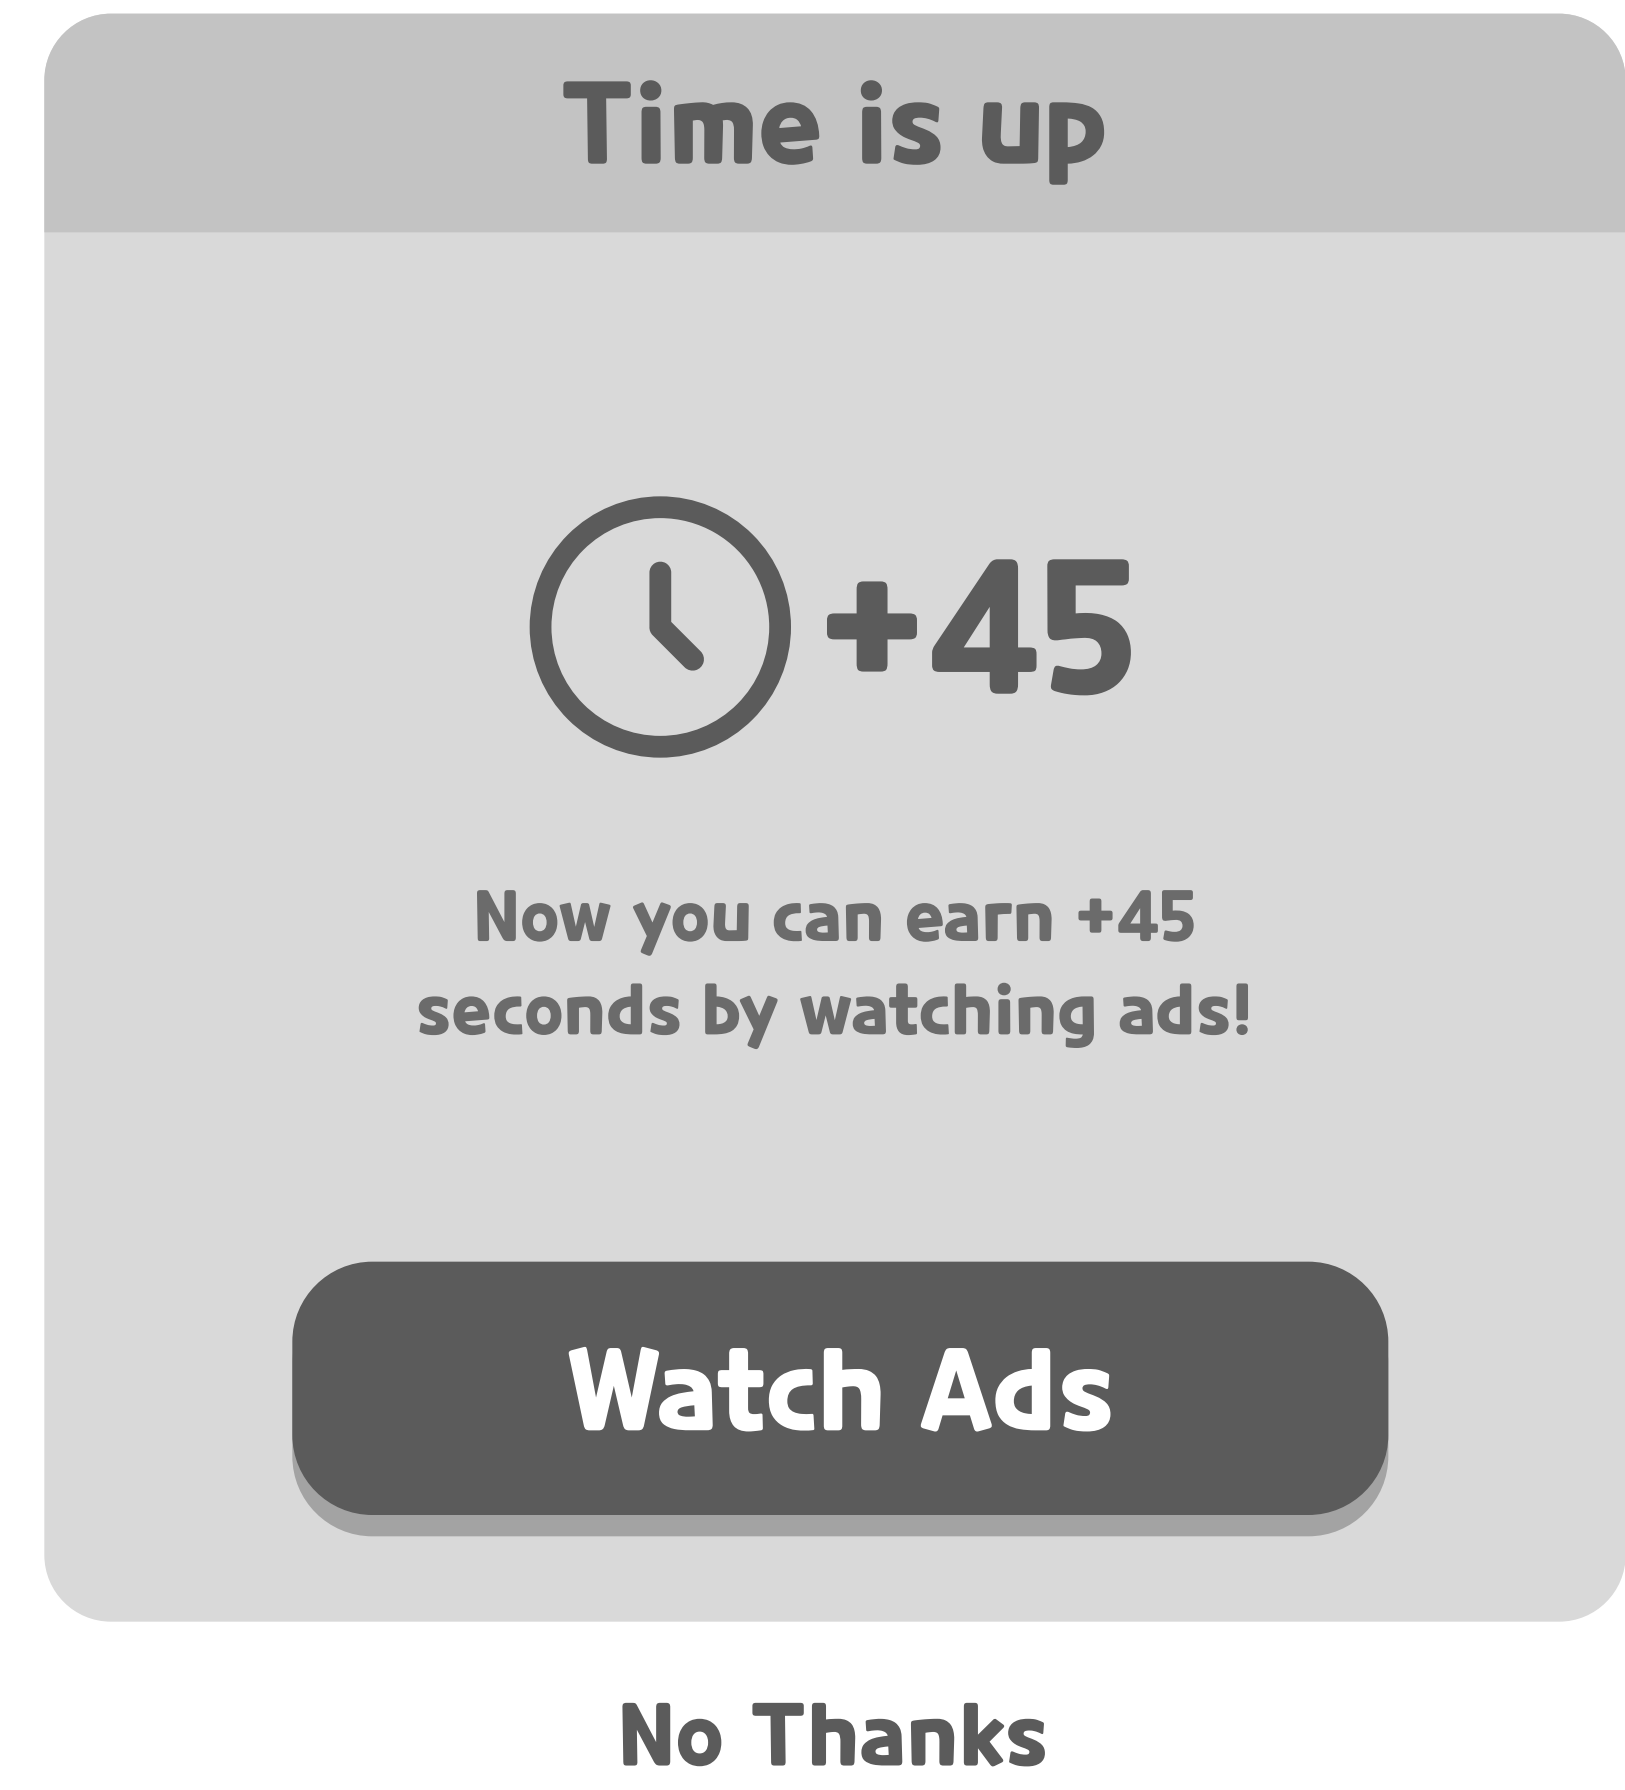 Time is up
+45
Now you can earn +45
seconds by watching ads!
Watch Ads
No Thanks